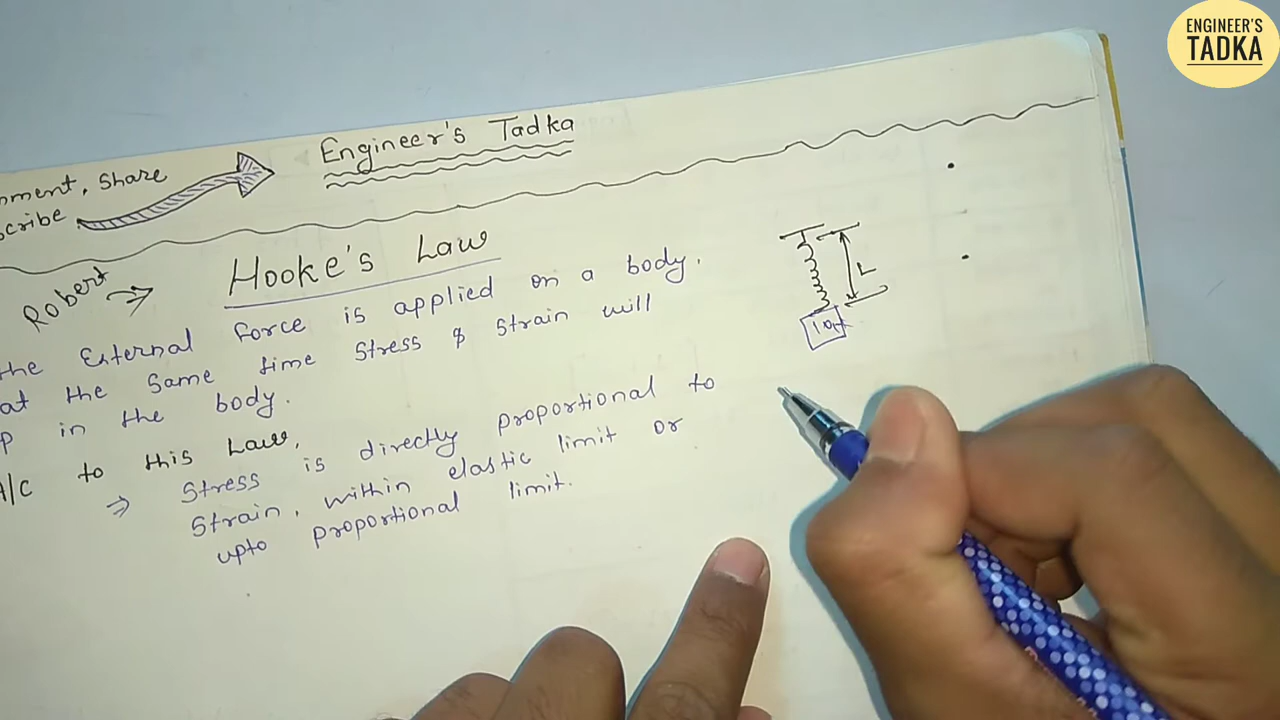 ENGINEER'S
TADKA
mment, Share
scribe
Engineer's Tadka
Robert
Hooke's Law
the External Force is applied on a body.
at the Same time Stress & Strain will
p in the body.
A/C to this Law,
⇒ Stress is directly proportional to
Strain, within elastic limit or
upto proportional limit.
L